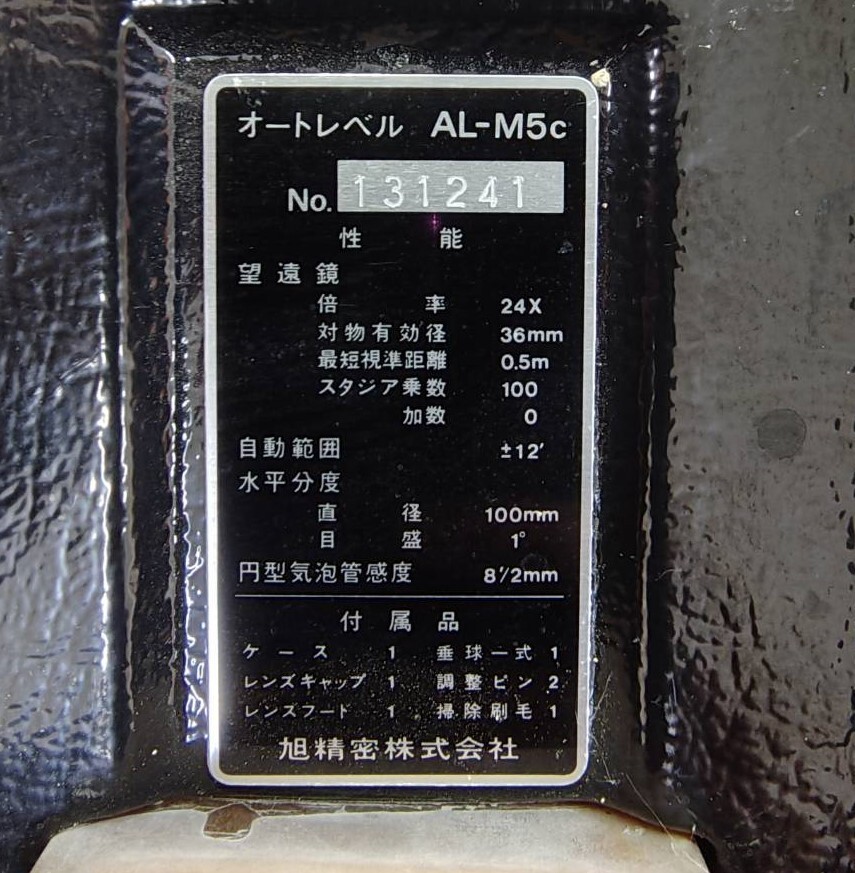 オートレベル AL-M5c
No. 131241
性 能
望遠鏡
倍 率 24X
対物有効径 36mm
最短視準距離 0.5m
スタジア乗数 100
加数 0
自動範囲 ±12′
水平分度
直 径 100mm
目 盛 1°
円型気泡管感度 8′/2mm
付 属 品
ケース 1 垂球一式 1
レンズキャップ 1 調整ピン 2
レンズフード 1 掃除刷毛 1
旭精密株式会社